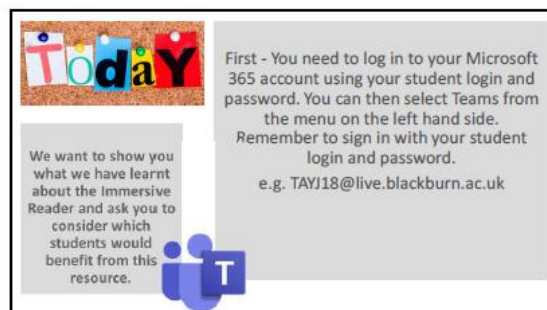 TodaY
First - You need to log in to your Microsoft
365 account using your student login and
password. You can then select Teams from
the menu on the left hand side.
Remember to sign in with your student
login and password.
e.g. TAYJ18@live.blackburn.ac.uk
We want to show you
what we have learnt
about the Immersive
Reader and ask you to
consider which
students would
benefit from this
resource.
T